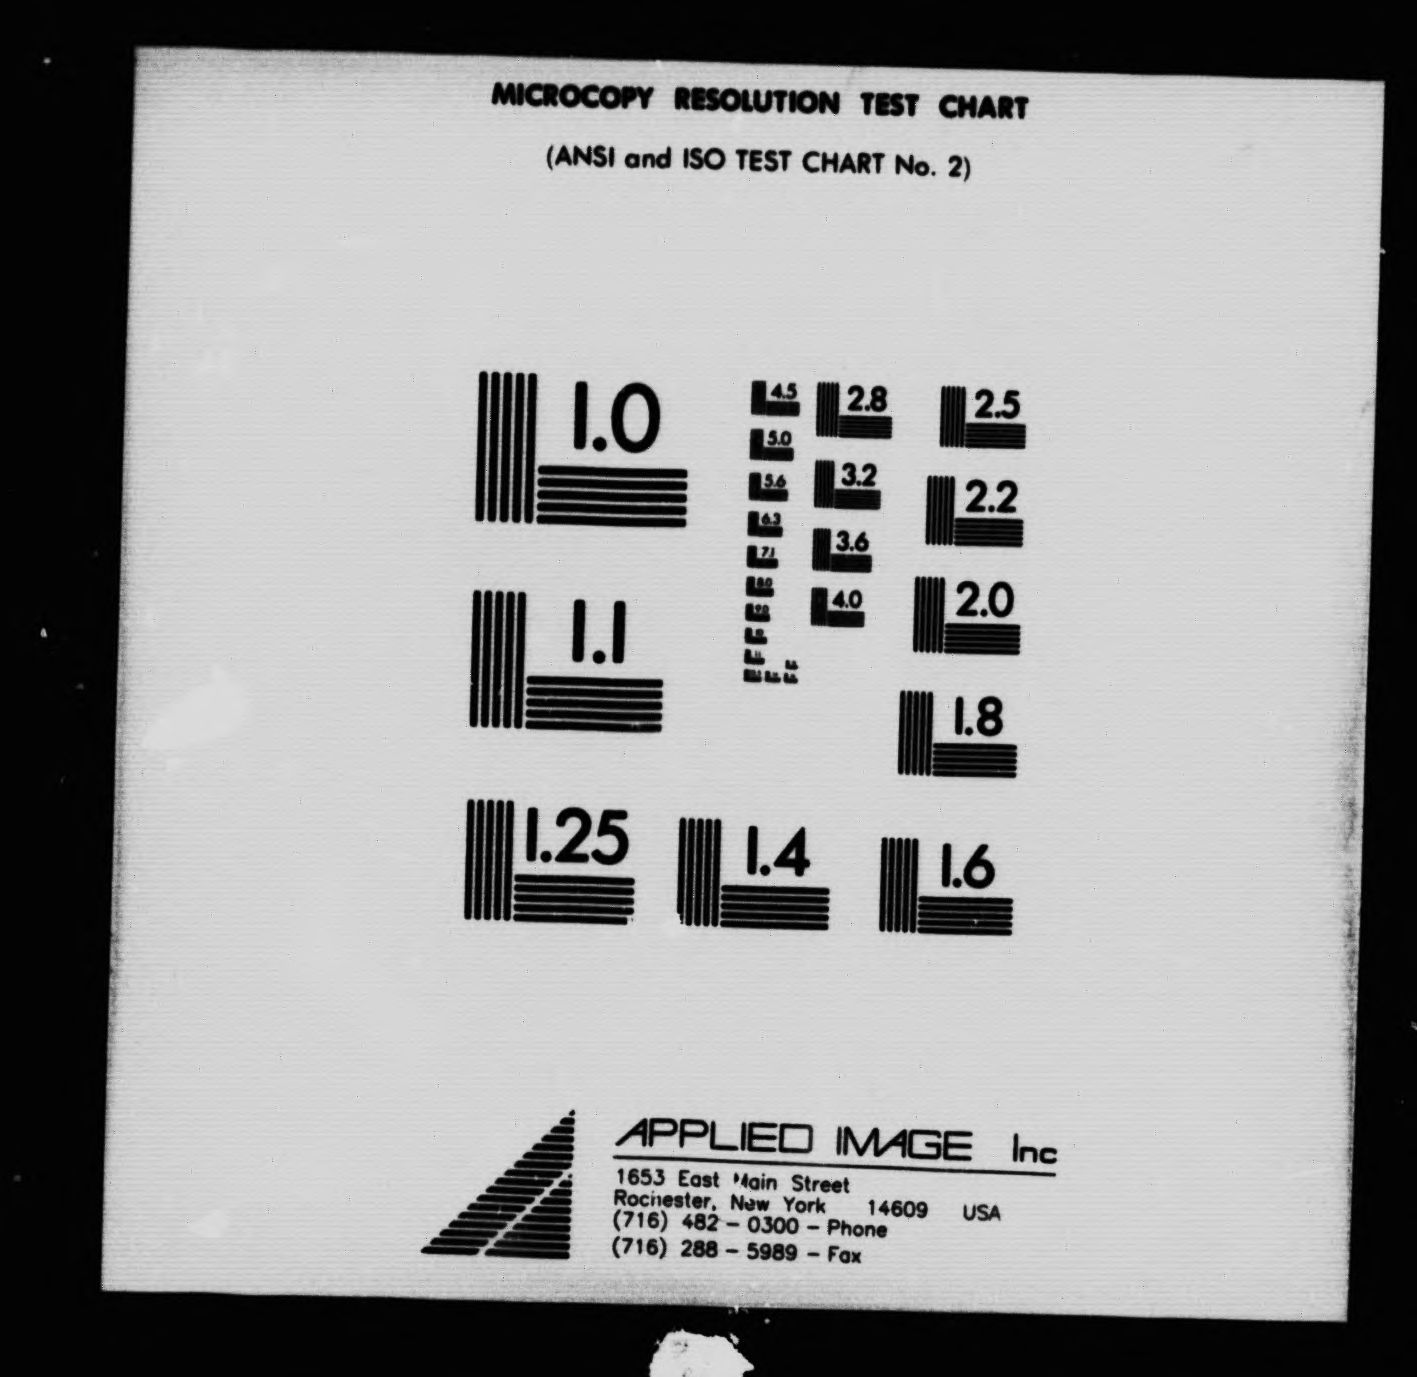 MICROCOPY RESOLUTION TEST CHART
(ANSI and ISO TEST CHART No. 2)
1.0
1.1
1.25
4.5
5.0
5.6
6.3
7.1
8.0
9.0
2.8
3.2
3.6
4.0
2.5
2.2
2.0
1.8
1.4
1.6
APPLIED IMAGE Inc
1653 East Main Street
Rochester, New York 14609 USA
(716) 482 - 0300 - Phone
(716) 288 - 5989 - Fax